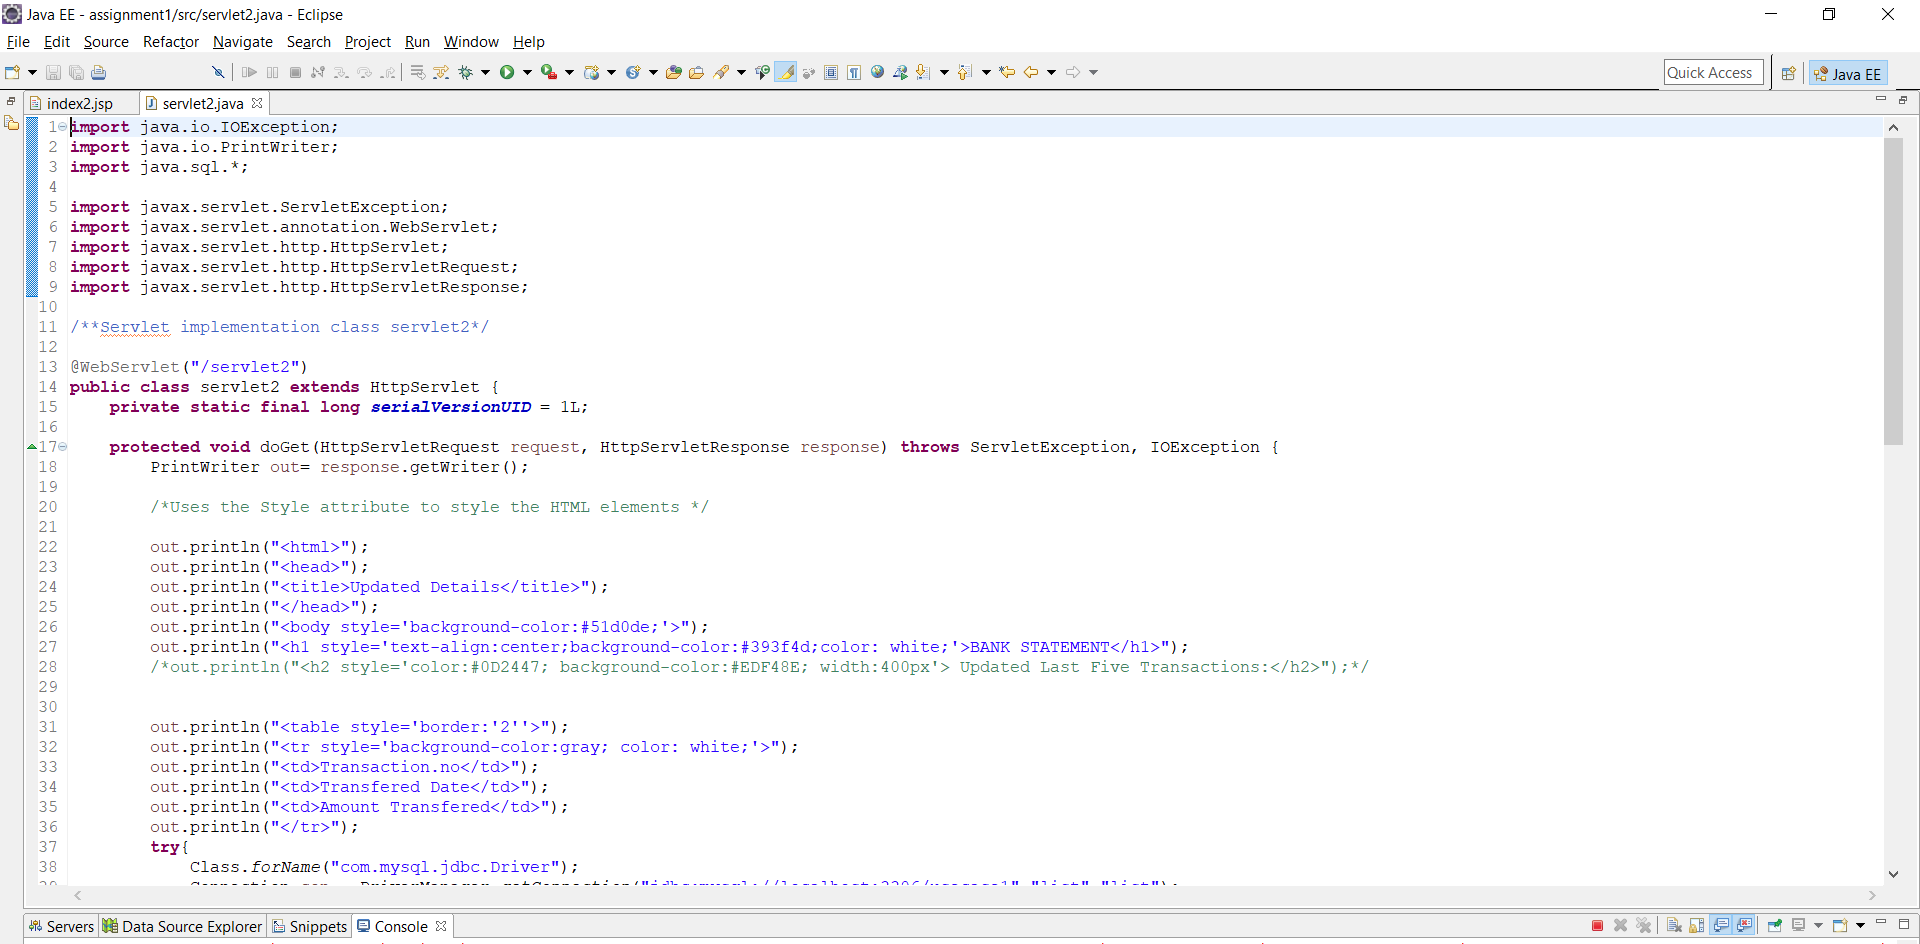 Java EE - assignment1/src/servlet2.java - Eclipse
File Edit Source Refactor Navigate Search Project Run Window Help
Quick Access Java EE
index2.jsp servlet2.java
1 import java.io.IOException;
2 import java.io.PrintWriter;
3 import java.sql.*;
4
5 import javax.servlet.ServletException;
6 import javax.servlet.annotation.WebServlet;
7 import javax.servlet.http.HttpServlet;
8 import javax.servlet.http.HttpServletRequest;
9 import javax.servlet.http.HttpServletResponse;
10
11 /**Servlet implementation class servlet2*/
12
13 @WebServlet("/servlet2")
14 public class servlet2 extends HttpServlet {
15 private static final long serialVersionUID = 1L;
16
17 protected void doGet(HttpServletRequest request, HttpServletResponse response) throws ServletException, IOException {
18 PrintWriter out= response.getWriter();
19
20 /*Uses the Style attribute to style the HTML elements */
21
22 out.println("<html>");
23 out.println("<head>");
24 out.println("<title>Updated Details</title>");
25 out.println("</head>");
26 out.println("<body style='background-color:#51d0de;'>");
27 out.println("<h1 style='text-align:center;background-color:#393f4d;color: white;'>BANK STATEMENT</h1>");
28 /*out.println("<h2 style='color:#0D2447; background-color:#EDF48E; width:400px'> Updated Last Five Transactions:</h2>");*/
29
30
31 out.println("<table style='border:'2''>");
32 out.println("<tr style='background-color:gray; color: white;'>");
33 out.println("<td>Transaction.no</td>");
34 out.println("<td>Transfered Date</td>");
35 out.println("<td>Amount Transfered</td>");
36 out.println("</tr>");
37 try{
38 Class.forName("com.mysql.jdbc.Driver");
Servers Data Source Explorer Snippets Console